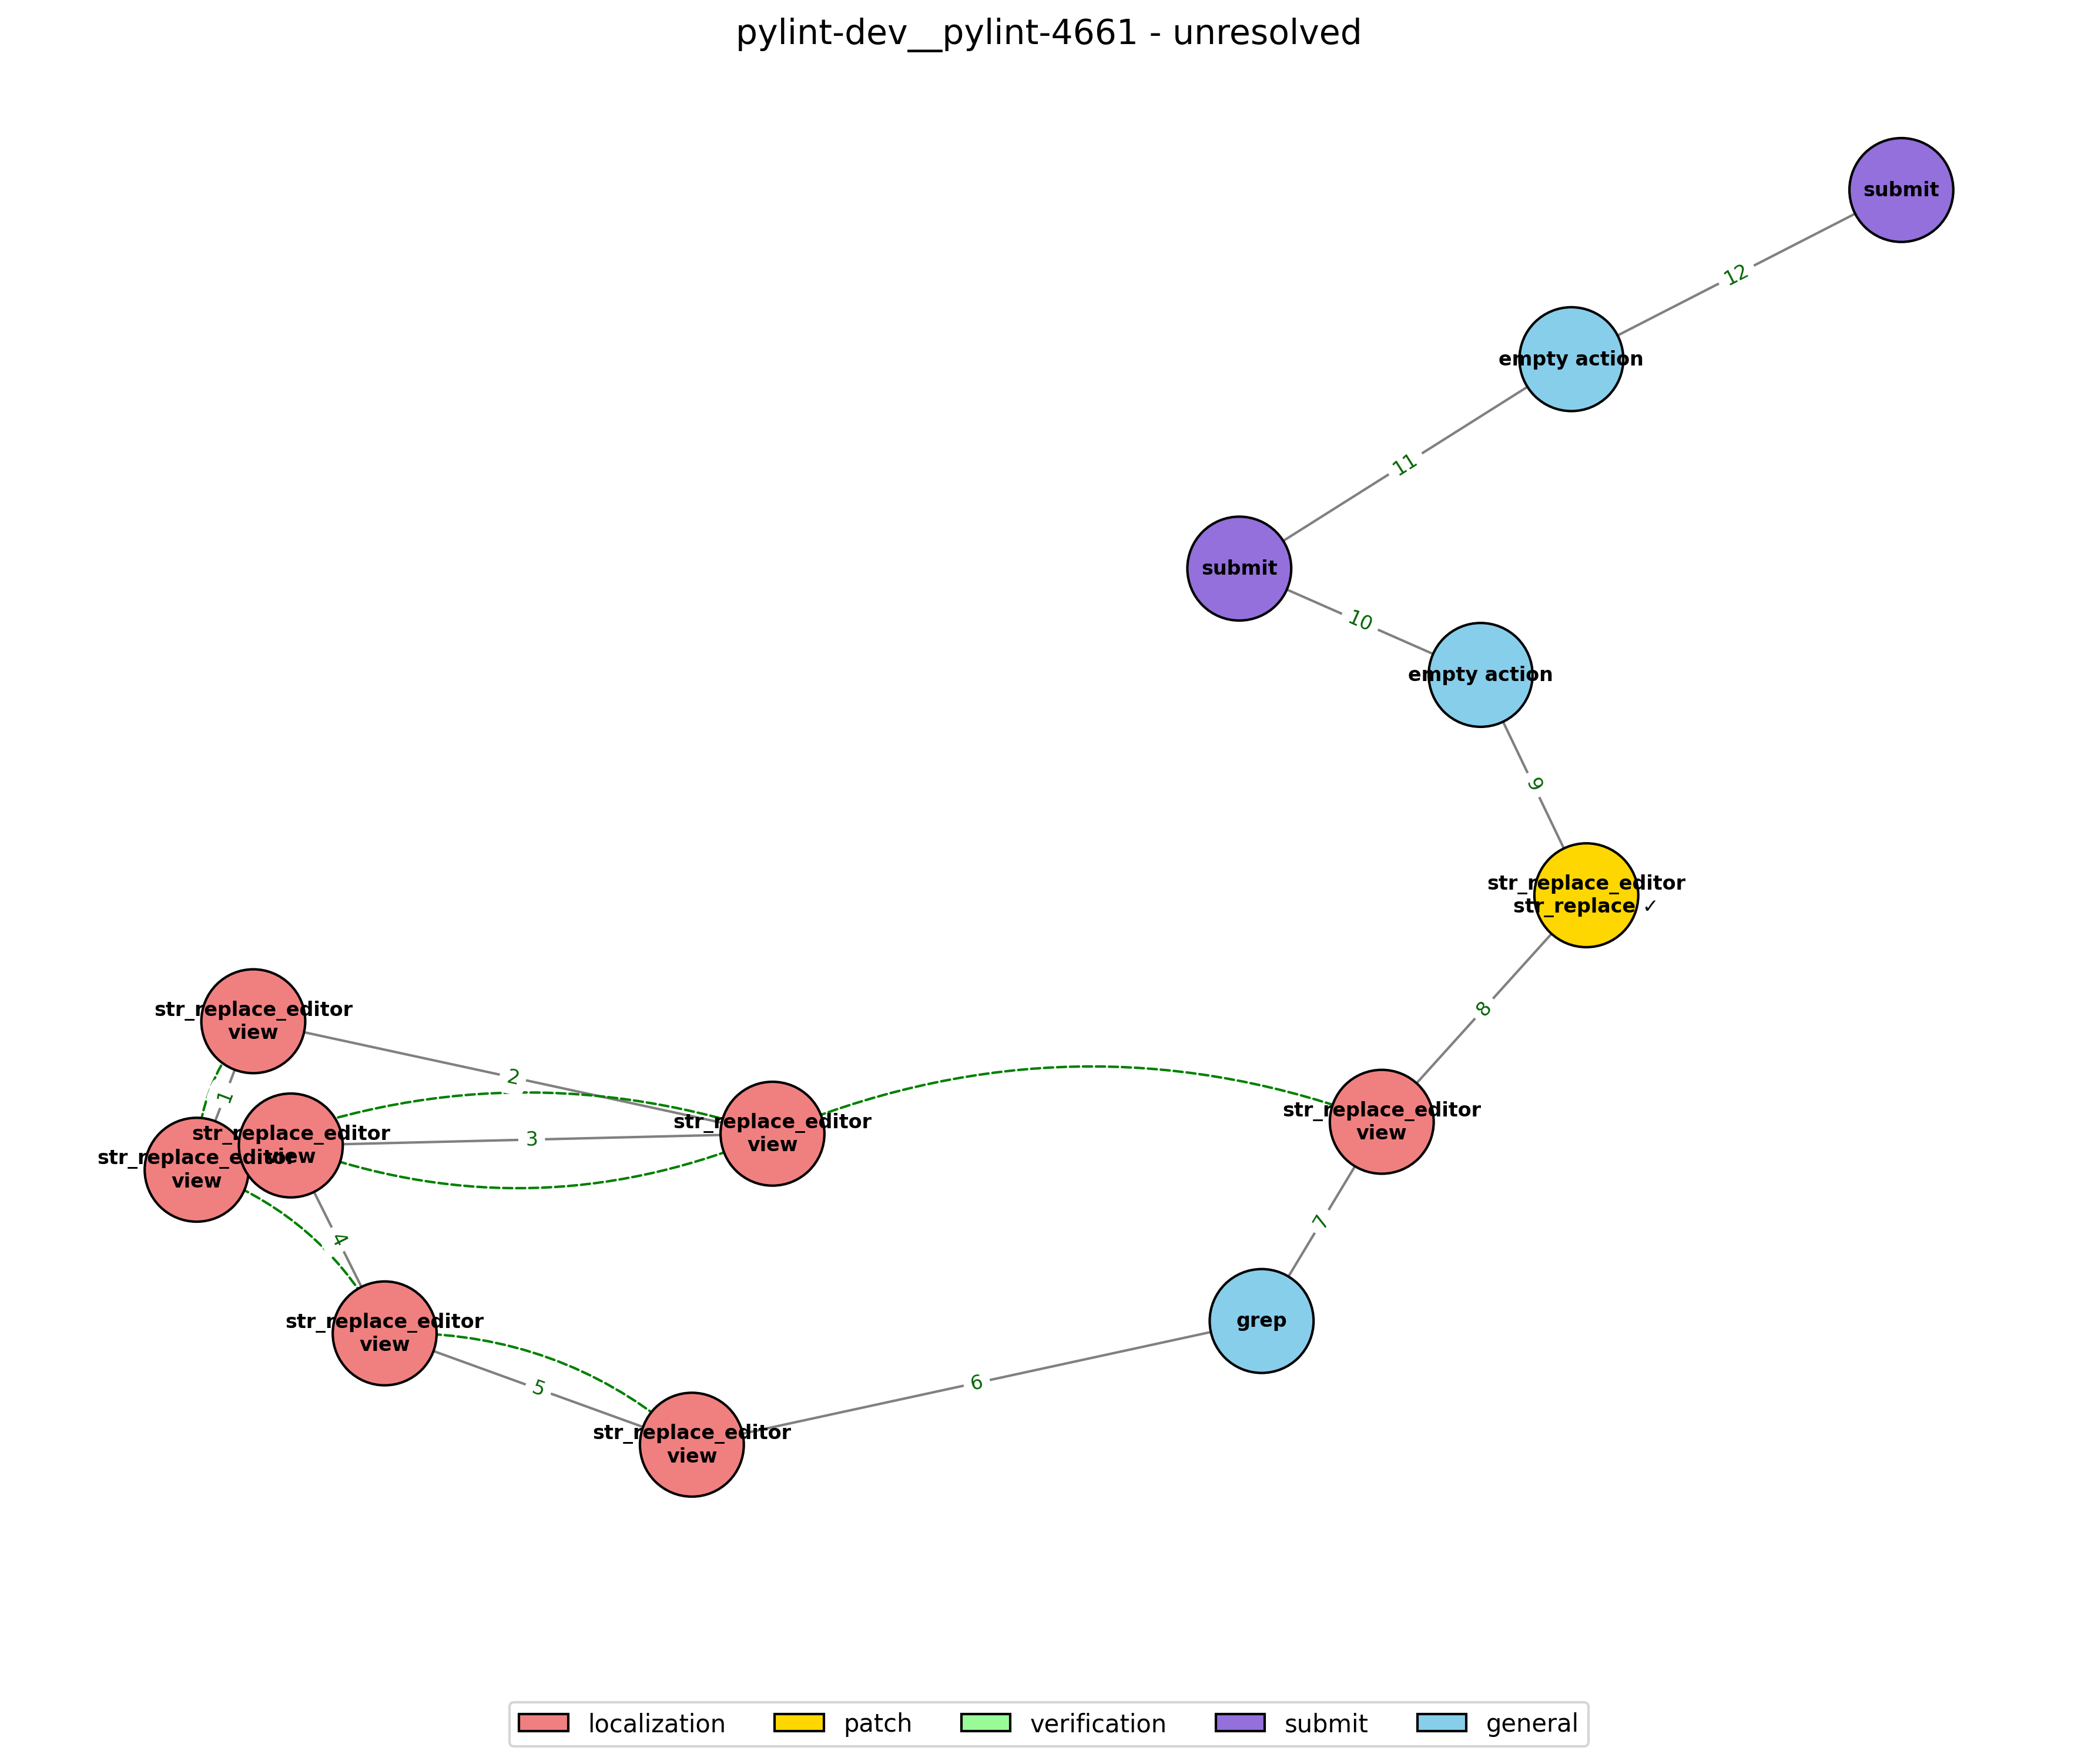 pylint-dev__pylint-4661 - unresolved
submit
12
empty action
11
submit
10
empty action
9
str_replace_editor
str_replace ✓
8
str_replace_editor
view
2
1
str_replace_editor
view
str_replace_editor
view
3
str_replace_editor
view
str_replace_editor
view
4
7
str_replace_editor
view
grep
5
6
str_replace_editor
view
localization
patch
verification
submit
general